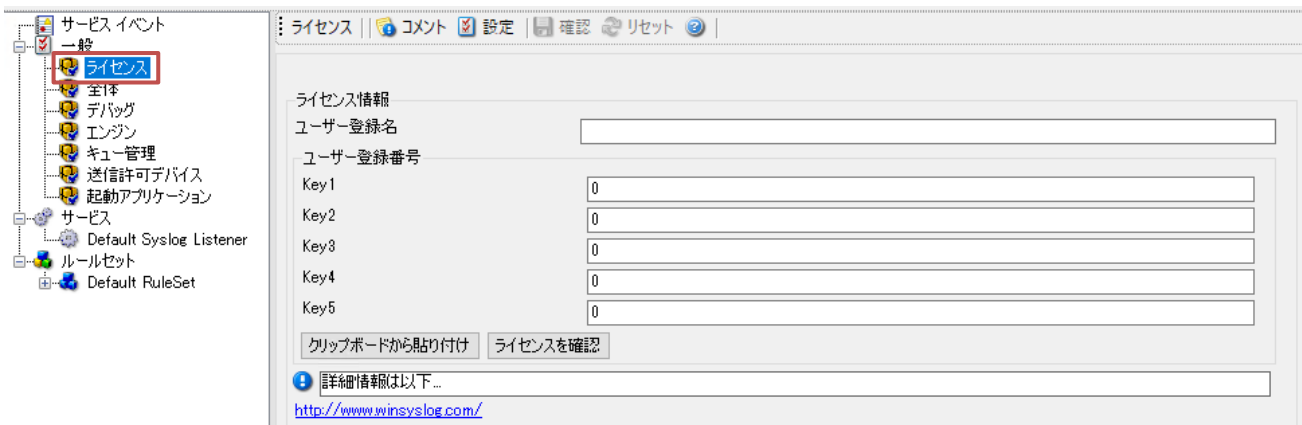 サービス イベント
一般
ライセンス
全体
デバッグ
エンジン
キュー管理
送信許可デバイス
起動アプリケーション
サービス
Default Syslog Listener
ルールセット
Default RuleSet
ライセンス コメント 設定 確認 リセット
ライセンス情報
ユーザー登録名
ユーザー登録番号
Key1 0
Key2 0
Key3 0
Key4 0
Key5 0
クリップボードから貼り付け ライセンスを確認
詳細情報は以下...
http://www.winsyslog.com/